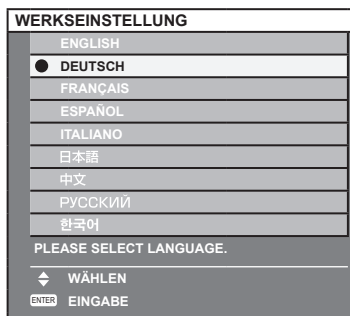 WERKSEINSTELLUNG
ENGLISH
DEUTSCH
FRANÇAIS
ESPAÑOL
ITALIANO
日本語
中文
РУССКИЙ
한국어
PLEASE SELECT LANGUAGE.
WÄHLEN
ENTER EINGABE